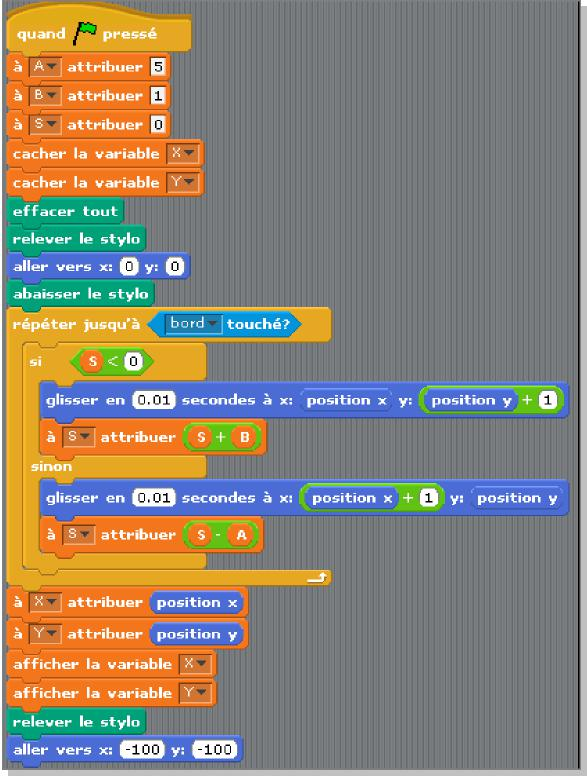 quand pressé
à A attribuer 5
à B attribuer 1
à S attribuer 0
cacher la variable X
cacher la variable Y
effacer tout
relever le stylo
aller vers x: 0 y: 0
abaisser le stylo
répéter jusqu'à bord touché?
si S < 0
glisser en 0.01 secondes à x: position x y: position y + 1
à S attribuer S + B
sinon
glisser en 0.01 secondes à x: position x + 1 y: position y
à S attribuer S - A
à X attribuer position x
à Y attribuer position y
afficher la variable X
afficher la variable Y
relever le stylo
aller vers x: -100 y: -100